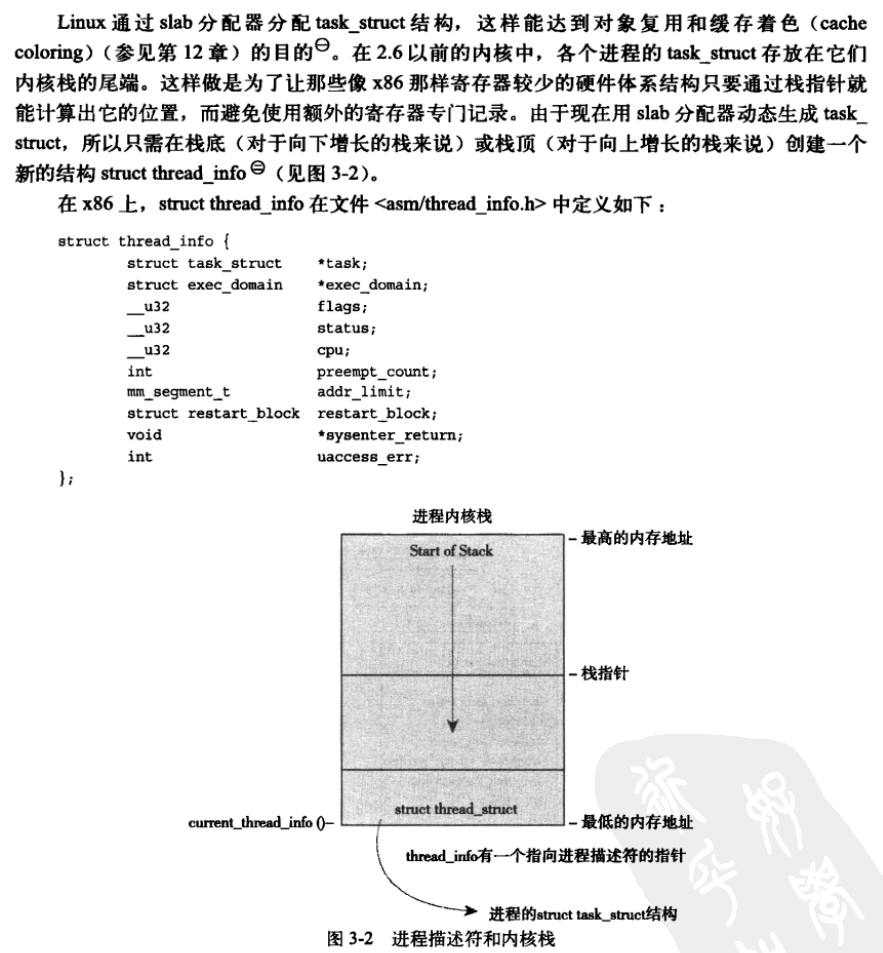 Linux 通过 slab 分配器分配 task_struct 结构，这样能达到对象复用和缓存着色（cache
coloring）（参见第 12 章）的目的㊀。在 2.6 以前的内核中，各个进程的 task_struct 存放在它们
内核栈的尾端。这样做是为了让那些像 x86 那样寄存器较少的硬件体系结构只要通过栈指针就
能计算出它的位置，而避免使用额外的寄存器专门记录。由于现在用 slab 分配器动态生成 task_
struct，所以只需在栈底（对于向下增长的栈来说）或栈顶（对于向上增长的栈来说）创建一个
新的结构 struct thread_info㊁（见图 3-2）。
在 x86 上，struct thread_info 在文件 <asm/thread_info.h> 中定义如下：
struct thread_info {
struct task_struct *task;
struct exec_domain *exec_domain;
__u32 flags;
__u32 status;
__u32 cpu;
int preempt_count;
mm_segment_t addr_limit;
struct restart_block restart_block;
void *sysenter_return;
int uaccess_err;
};
进程内核栈
Start of Stack
最高的内存地址
栈指针
struct thread_struct
current_thread_info ()
最低的内存地址
thread_info有一个指向进程描述符的指针
进程的struct task_struct结构
图 3-2 进程描述符和内核栈